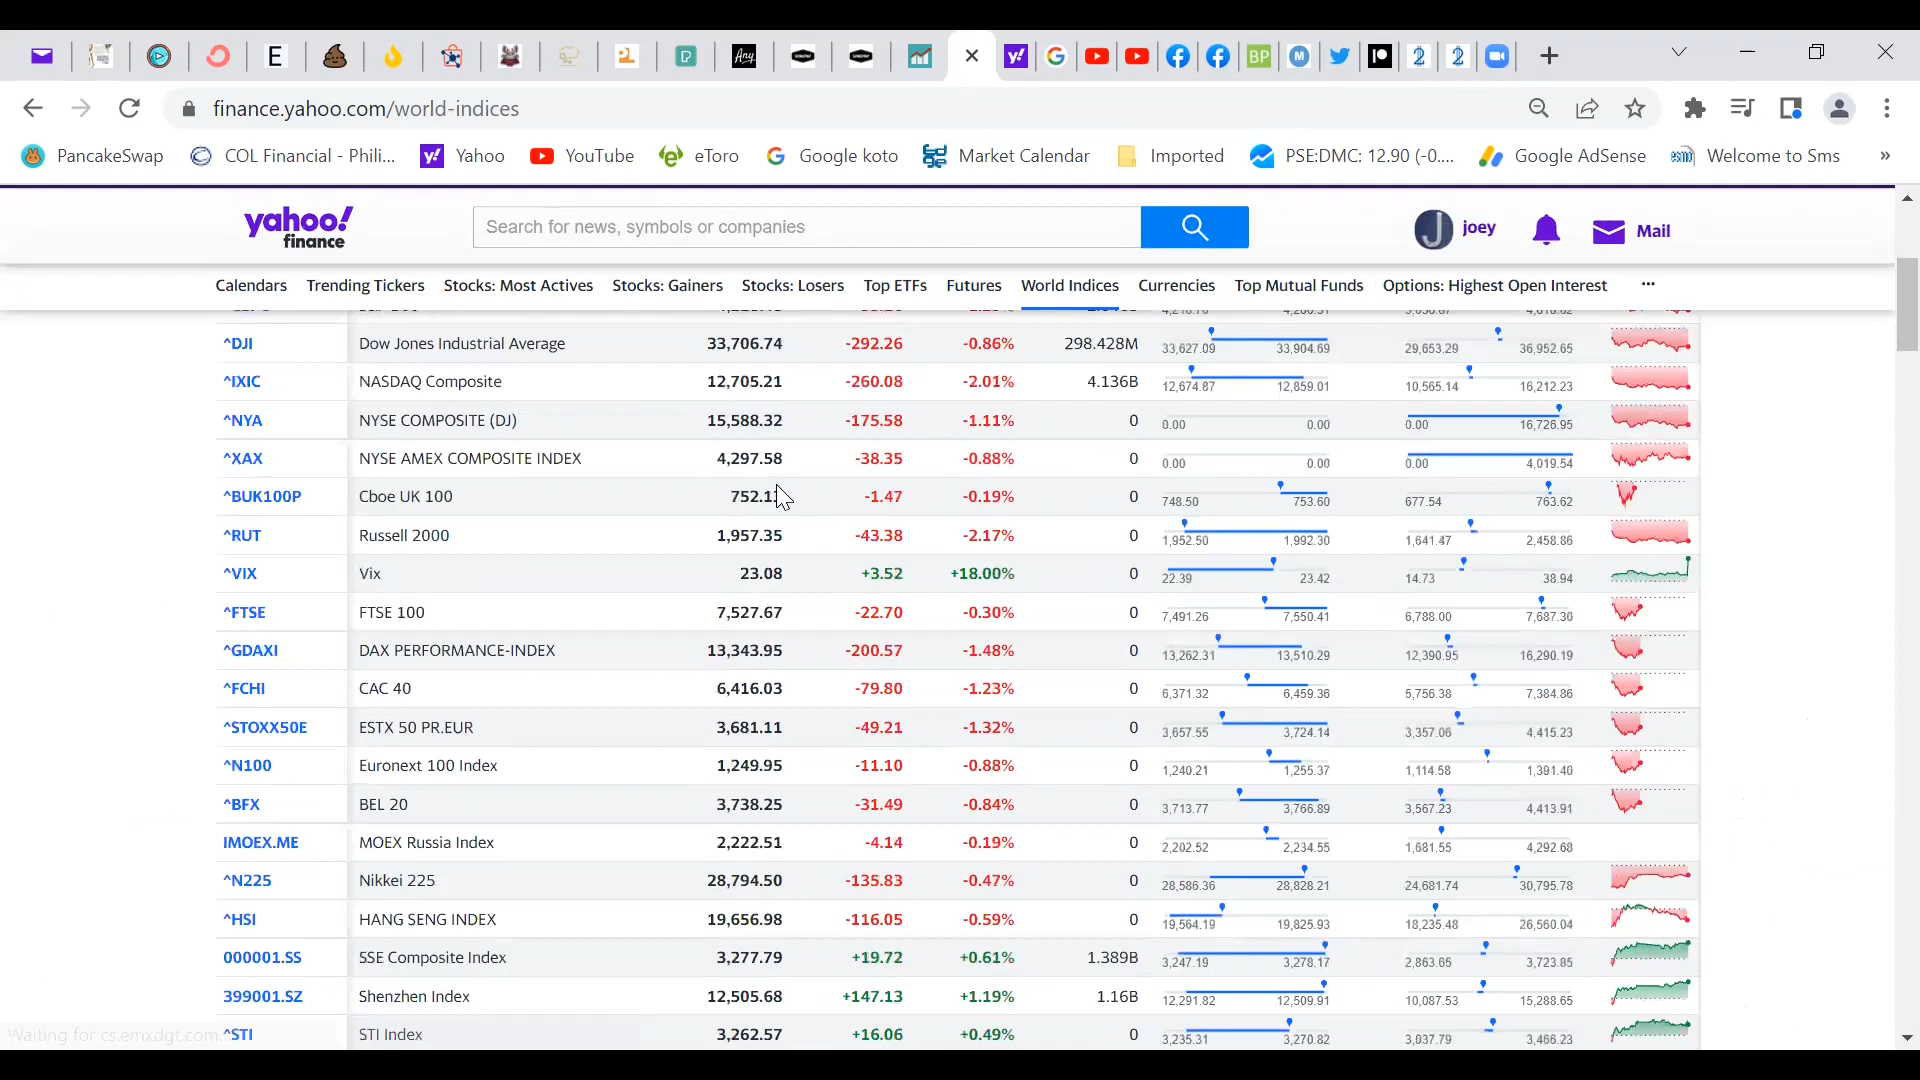 E
Any
BP
finance.yahoo.com/world-indices
PancakeSwap COL Financial - Phili... Yahoo YouTube eToro Google koto Market Calendar Imported PSE:DMC: 12.90 (-0.... Google AdSense Welcome to Sms »
yahoo!
finance
Search for news, symbols or companies
J joey Mail
Calendars Trending Tickers Stocks: Most Actives Stocks: Gainers Stocks: Losers Top ETFs Futures World Indices Currencies Top Mutual Funds Options: Highest Open Interest ...
^DJI Dow Jones Industrial Average 33,706.74 -292.26 -0.86% 298.428M 33,627.09 33,904.69 29,653.29 36,952.65
^IXIC NASDAQ Composite 12,705.21 -260.08 -2.01% 4.136B 12,674.87 12,859.01 10,565.14 16,212.23
^NYA NYSE COMPOSITE (DJ) 15,588.32 -175.58 -1.11% 0 0.00 0.00 0.00 16,726.95
^XAX NYSE AMEX COMPOSITE INDEX 4,297.58 -38.35 -0.88% 0 0.00 0.00 0.00 4,019.54
^BUK100P Cboe UK 100 -1.47 -0.19% 0 748.50 753.60 677.54 763.62
^RUT Russell 2000 1,957.35 -43.38 -2.17% 0 1,952.50 1,992.30 1,641.47 2,458.86
^VIX Vix 23.08 +3.52 +18.00% 0 22.39 23.42 14.73 38.94
^FTSE FTSE 100 7,527.67 -22.70 -0.30% 0 7,491.26 7,550.41 6,788.00 7,687.30
^GDAXI DAX PERFORMANCE-INDEX 13,343.95 -200.57 -1.48% 0 13,262.31 13,510.29 12,390.95 16,290.19
^FCHI CAC 40 6,416.03 -79.80 -1.23% 0 6,371.32 6,459.36 5,756.38 7,384.86
^STOXX50E ESTX 50 PR.EUR 3,681.11 -49.21 -1.32% 0 3,657.55 3,724.14 3,357.06 4,415.23
^N100 Euronext 100 Index 1,249.95 -11.10 -0.88% 0 1,240.21 1,255.37 1,114.58 1,391.40
^BFX BEL 20 3,738.25 -31.49 -0.84% 0 3,713.77 3,766.89 3,567.23 4,413.91
IMOEX.ME MOEX Russia Index 2,222.51 -4.14 -0.19% 0 2,202.52 2,234.55 1,681.55 4,292.68
^N225 Nikkei 225 28,794.50 -135.83 -0.47% 0 28,586.36 28,828.21 24,681.74 30,795.78
^HSI HANG SENG INDEX 19,656.98 -116.05 -0.59% 0 19,564.19 19,825.93 18,235.48 26,560.04
000001.SS SSE Composite Index 3,277.79 +19.72 +0.61% 1.389B 3,247.19 3,278.17 2,863.65 3,723.85
399001.SZ Shenzhen Index 12,505.68 +147.13 +1.19% 1.16B 12,291.82 12,509.91 10,087.53 15,288.65
^STI STI Index 3,262.57 +16.06 +0.49% 0 3,235.31 3,270.82 3,037.79 3,466.23
Waiting for cs.emxdgt.com...